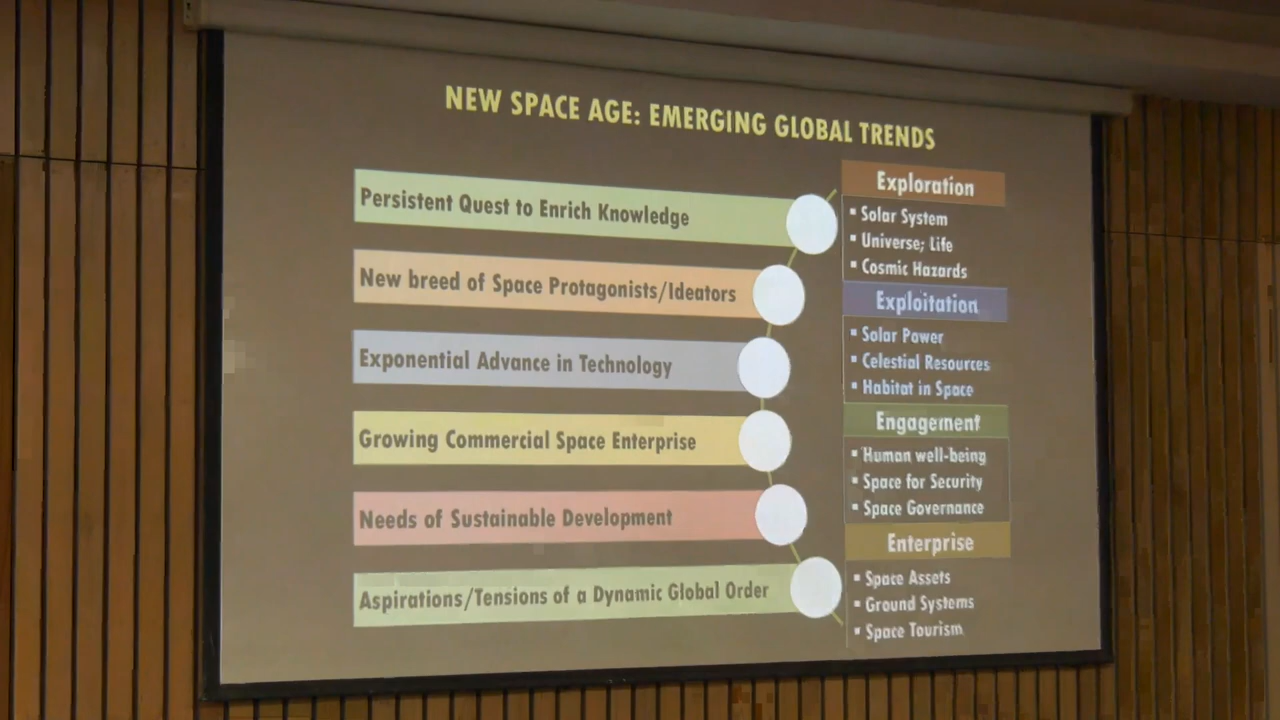 NEW SPACE AGE: EMERGING GLOBAL TRENDS
Persistent Quest to Enrich Knowledge
New breed of Space Protagonists/Ideators
Exponential Advance in Technology
Growing Commercial Space Enterprise
Needs of Sustainable Development
Aspirations/Tensions of a Dynamic Global Order
Exploration
▪ Solar System
▪ Universe; Life
▪ Cosmic Hazards
Exploitation
▪ Solar Power
▪ Celestial Resources
▪ Habitat in Space
Engagement
▪ Human well-being
▪ Space for Security
▪ Space Governance
Enterprise
▪ Space Assets
▪ Ground Systems
▪ Space Tourism